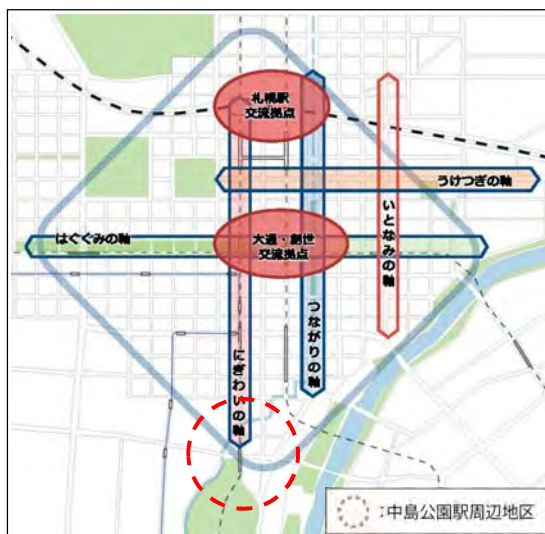 札幌駅
交流拠点
うけつぎの軸
いとなみの軸
はぐくみの軸
大通・創世
交流拠点
つながりの軸
にぎわいの軸
:中島公園駅周辺地区